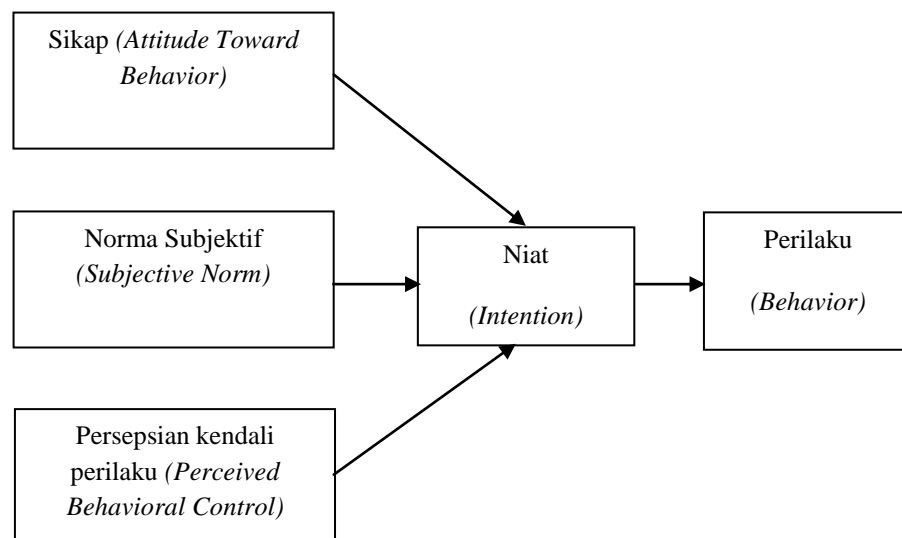 Sikap (Attitude Toward
Behavior)
Norma Subjektif
(Subjective Norm)
Persepsian kendali
perilaku (Perceived
Behavioral Control)
Niat
(Intention)
Perilaku
(Behavior)